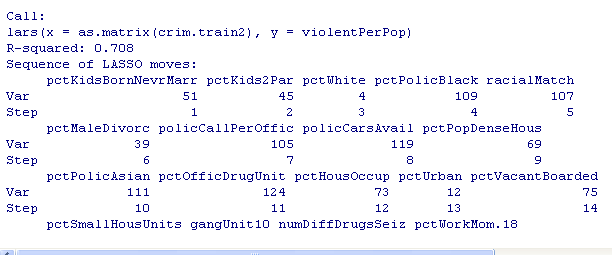 Call:
lars(x = as.matrix(crim.train2), y = violentPerPop)
R-squared: 0.708
Sequence of LASSO moves:
pctKidsBornNevrMarr pctKids2Par pctWhite pctPolicBlack racialMatch
Var 51 45 4 109 107
Step 1 2 3 4 5
pctMaleDivorc policCallPerOffic policCarsAvail pctPopDenseHous
Var 39 105 119 69
Step 6 7 8 9
pctPolicAsian pctOfficDrugUnit pctHousOccup pctUrban pctVacantBoarded
Var 111 124 73 12 75
Step 10 11 12 13 14
pctSmallHousUnits gangUnit10 numDiffDrugsSeiz pctWorkMom.18